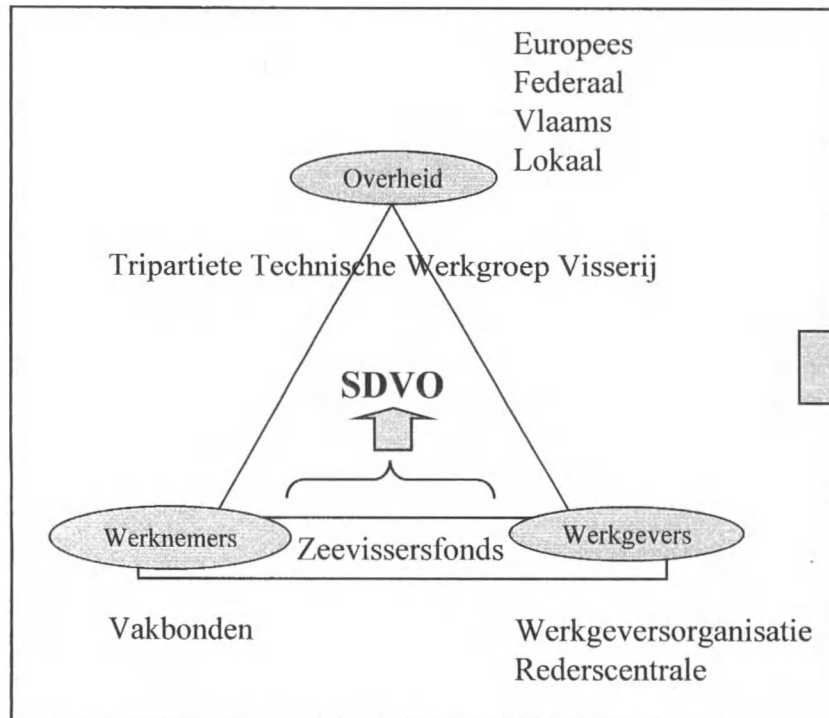 Europees
Federaal
Vlaams
Lokaal
Overheid
Tripartiete Technische Werkgroep Visserij
SDVO
Werknemers
Zeevissersfonds
Werkgevers
Vakbonden
Werkgeversorganisatie
Rederscentrale